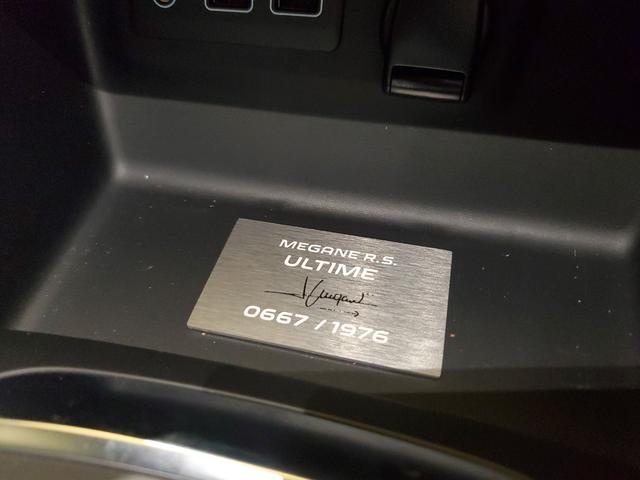 MEGANE R.S.
ULTIME
0667 / 1976